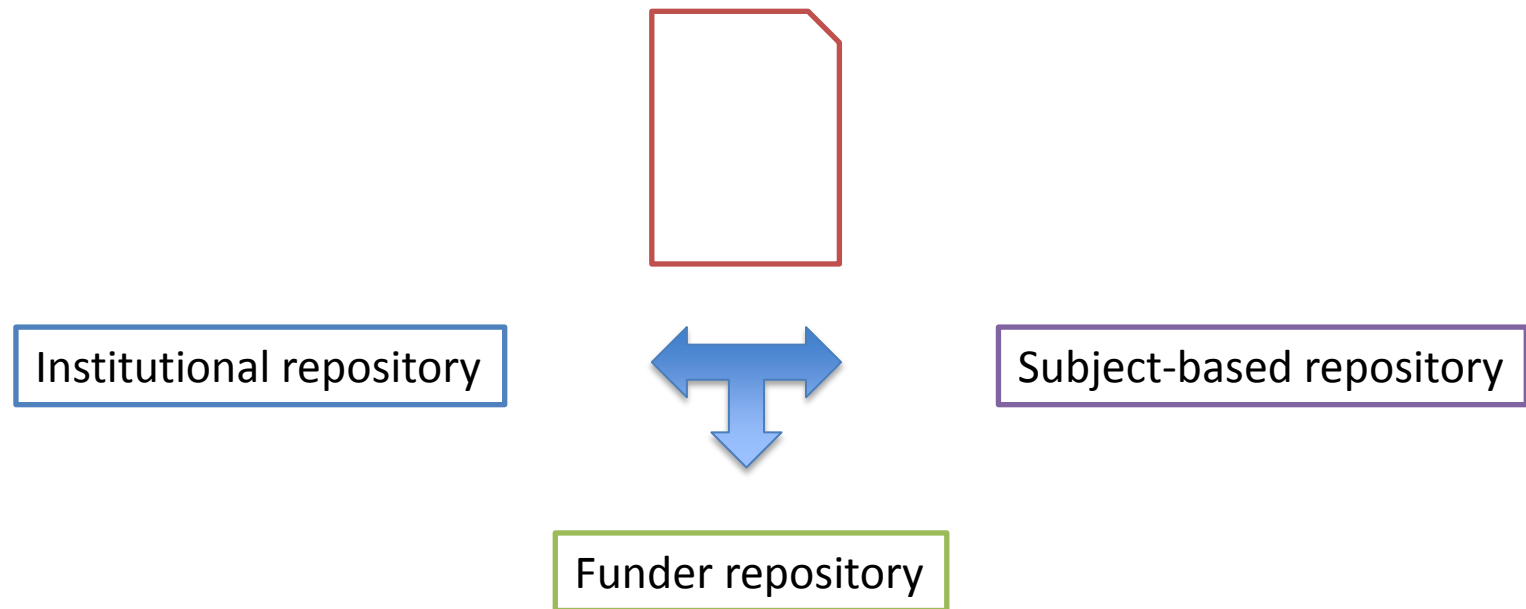 Institutional repository
Subject-based repository
Funder repository